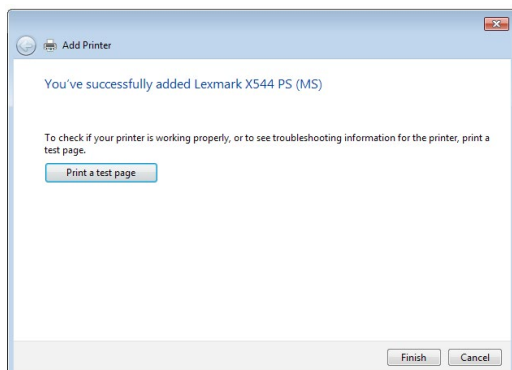 Add Printer
You've successfully added Lexmark X544 PS (MS)
To check if your printer is working properly, or to see troubleshooting information for the printer, print a
test page.
Print a test page
Finish
Cancel